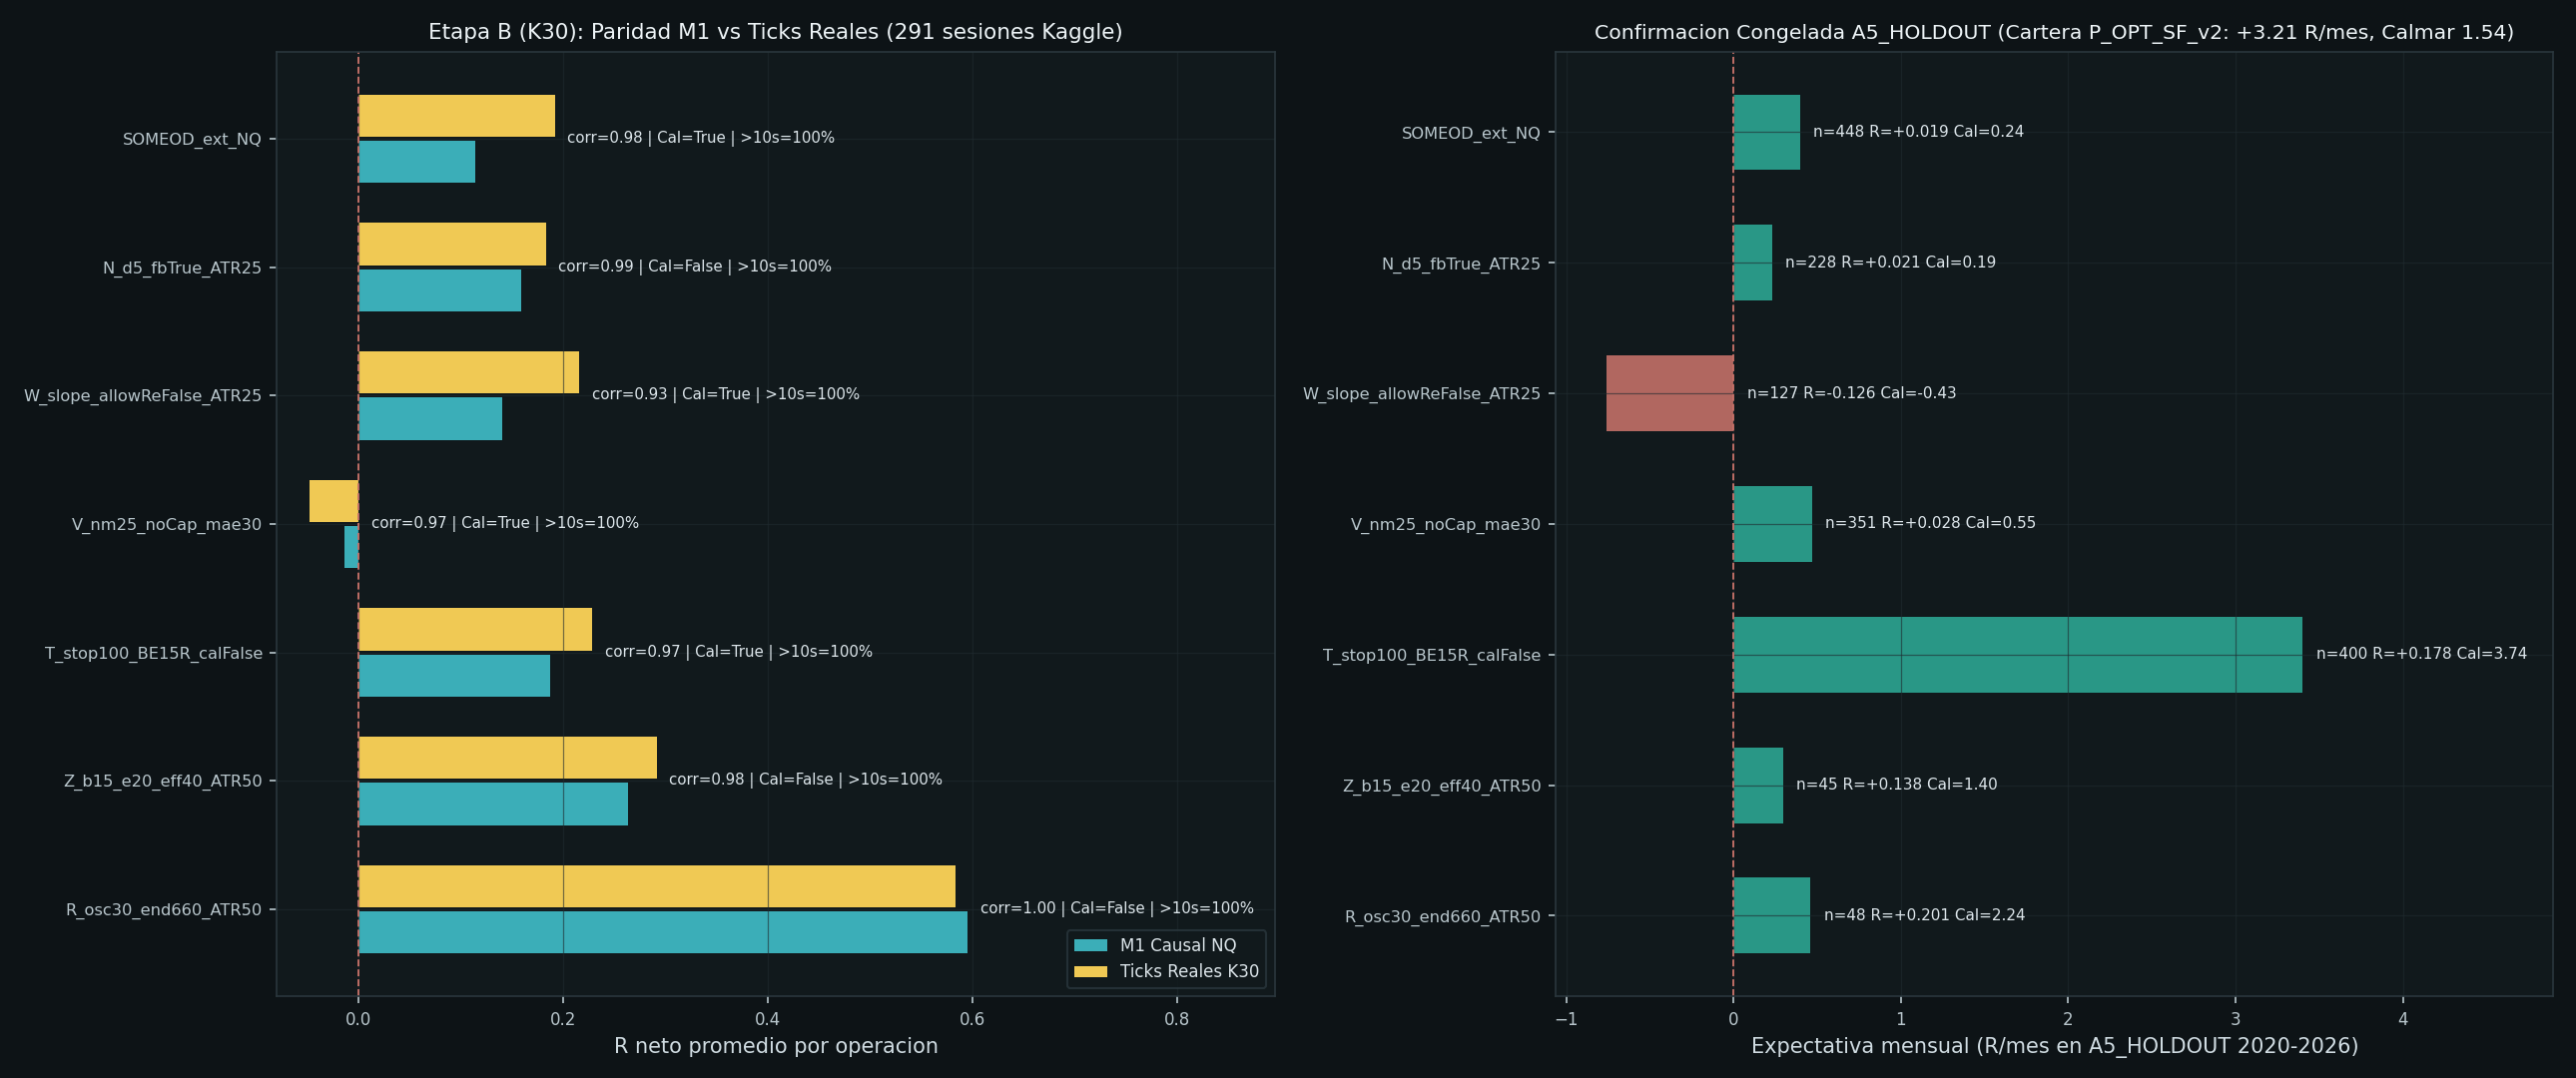 Etapa B (K30): Paridad M1 vs Ticks Reales (291 sesiones Kaggle)
SOMEOD_ext_NQ
corr=0.98 | Cal=True | >10s=100%
N_d5_fbTrue_ATR25
corr=0.99 | Cal=False | >10s=100%
W_slope_allowReFalse_ATR25
corr=0.93 | Cal=True | >10s=100%
V_nm25_noCap_mae30
corr=0.97 | Cal=True | >10s=100%
T_stop100_BE15R_calFalse
corr=0.97 | Cal=True | >10s=100%
Z_b15_e20_eff40_ATR50
corr=0.98 | Cal=False | >10s=100%
R_osc30_end660_ATR50
corr=1.00 | Cal=False | >10s=100%
M1 Causal NQ
Ticks Reales K30
0.0 0.2 0.4 0.6 0.8
R neto promedio por operacion
Confirmacion Congelada A5_HOLDOUT (Cartera P_OPT_SF_v2: +3.21 R/mes, Calmar 1.54)
SOMEOD_ext_NQ
n=448 R=+0.019 Cal=0.24
N_d5_fbTrue_ATR25
n=228 R=+0.021 Cal=0.19
W_slope_allowReFalse_ATR25
n=127 R=-0.126 Cal=-0.43
V_nm25_noCap_mae30
n=351 R=+0.028 Cal=0.55
T_stop100_BE15R_calFalse
n=400 R=+0.178 Cal=3.74
Z_b15_e20_eff40_ATR50
n=45 R=+0.138 Cal=1.40
R_osc30_end660_ATR50
n=48 R=+0.201 Cal=2.24
−1 0 1 2 3 4
Expectativa mensual (R/mes en A5_HOLDOUT 2020-2026)